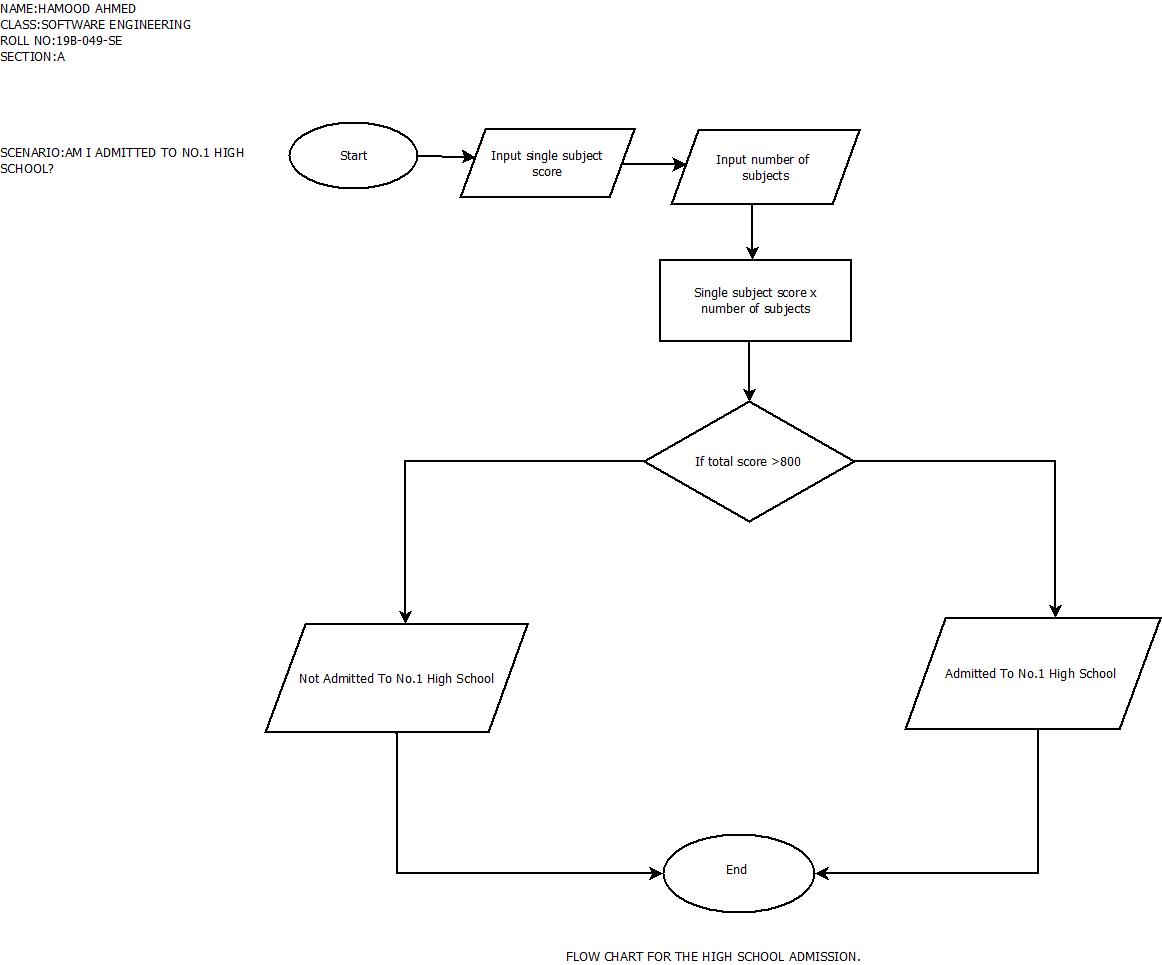 NAME:HAMOOD AHMED
CLASS:SOFTWARE ENGINEERING
ROLL NO:19B-049-SE
SECTION:A
SCENARIO:AM I ADMITTED TO NO.1 HIGH
SCHOOL?
Start
Input single subject
score
Input number of
subjects
Single subject score x
number of subjects
If total score >800
Not Admitted To No.1 High School
Admitted To No.1 High School
End
FLOW CHART FOR THE HIGH SCHOOL ADMISSION.